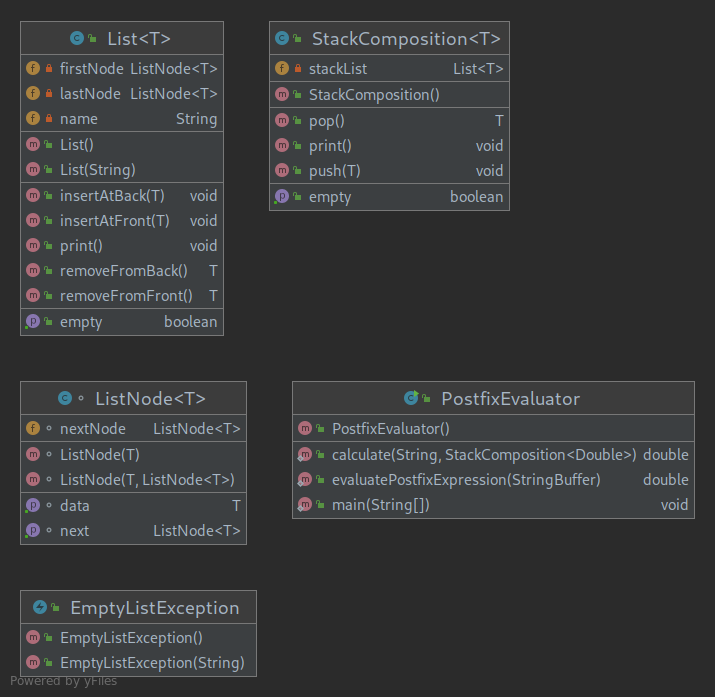 List<T>
firstNode ListNode<T>
lastNode ListNode<T>
name String
List()
List(String)
insertAtBack(T) void
insertAtFront(T) void
print() void
removeFromBack() T
removeFromFront() T
empty boolean
StackComposition<T>
stackList List<T>
StackComposition()
pop() T
print() void
push(T) void
empty boolean
ListNode<T>
nextNode ListNode<T>
ListNode(T)
ListNode(T, ListNode<T>)
data T
next ListNode<T>
PostfixEvaluator
PostfixEvaluator()
calculate(String, StackComposition<Double>) double
evaluatePostfixExpression(StringBuffer) double
main(String[]) void
EmptyListException
EmptyListException()
EmptyListException(String)
Powered by yFiles